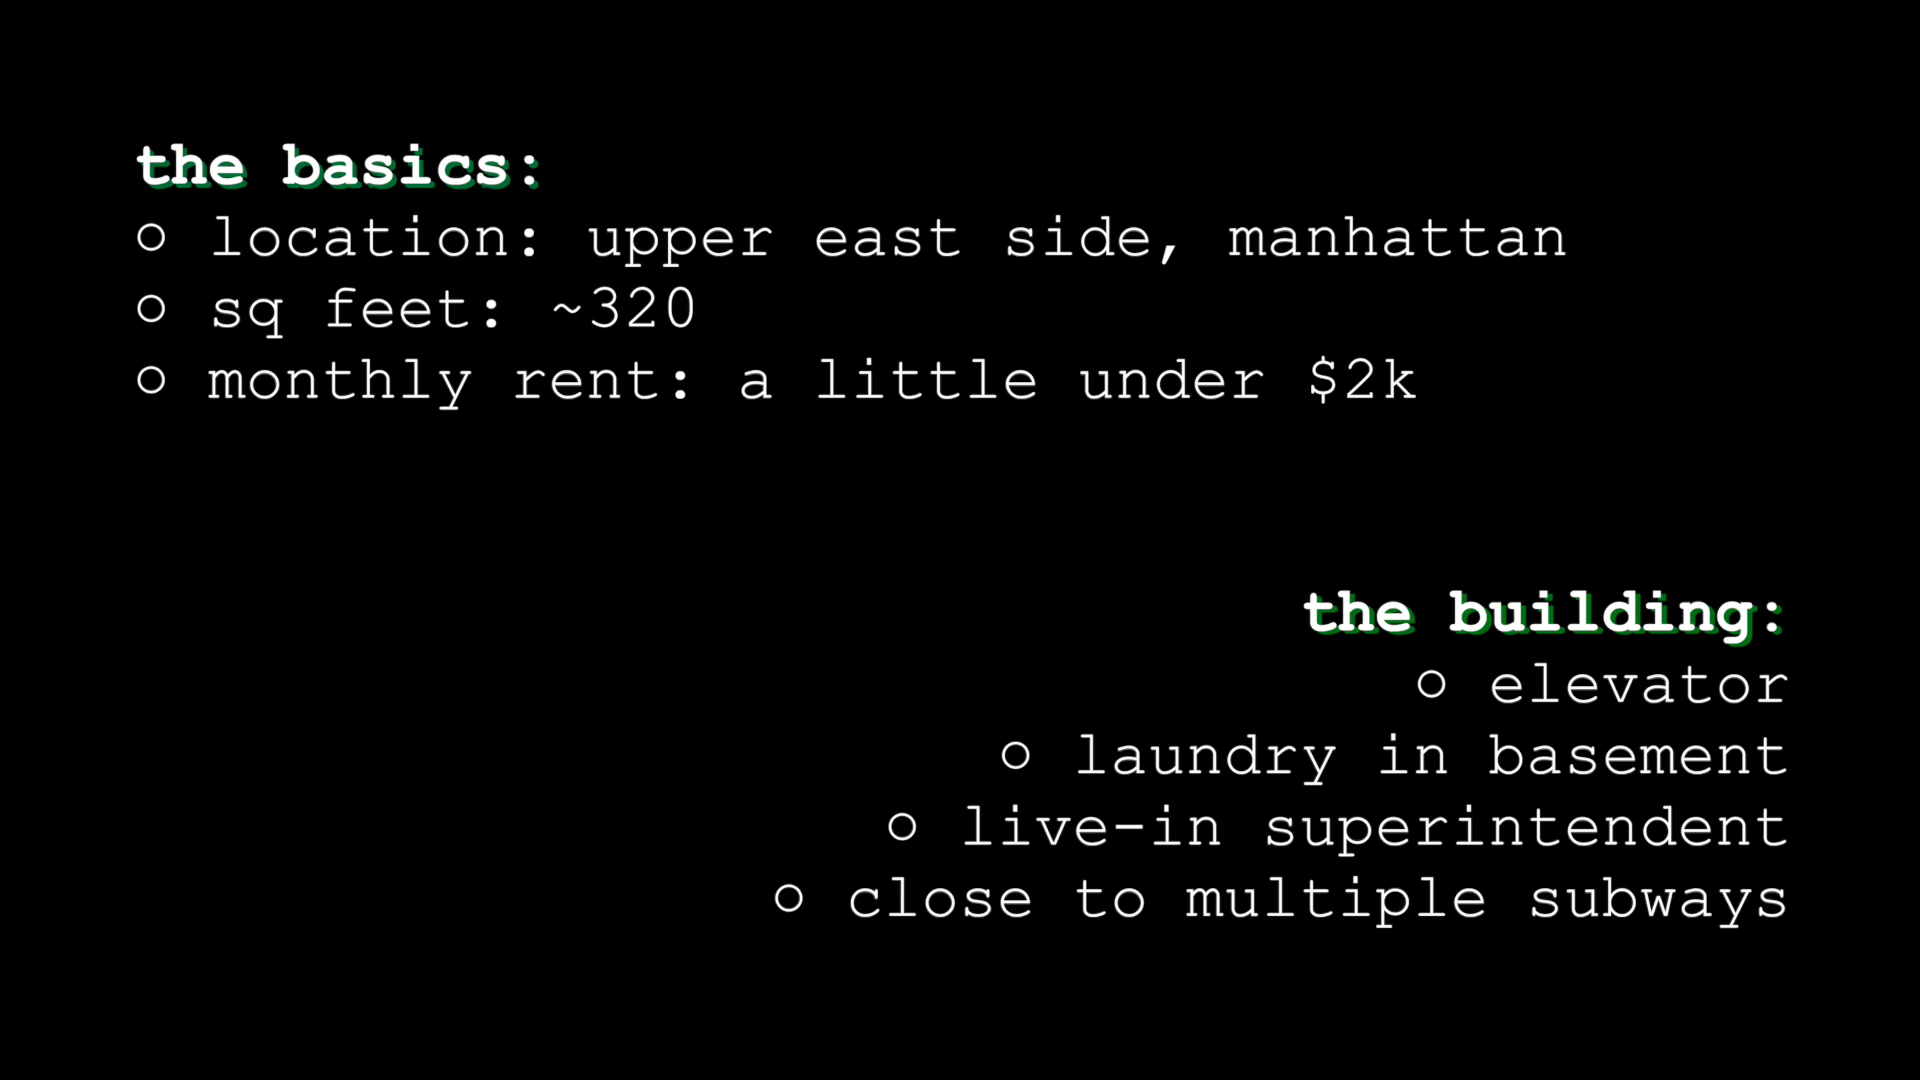 the basics:
○ location: upper east side, manhattan
○ sq feet: ~320
○ monthly rent: a little under $2k
the building:
○ elevator
○ laundry in basement
○ live-in superintendent
○ close to multiple subways